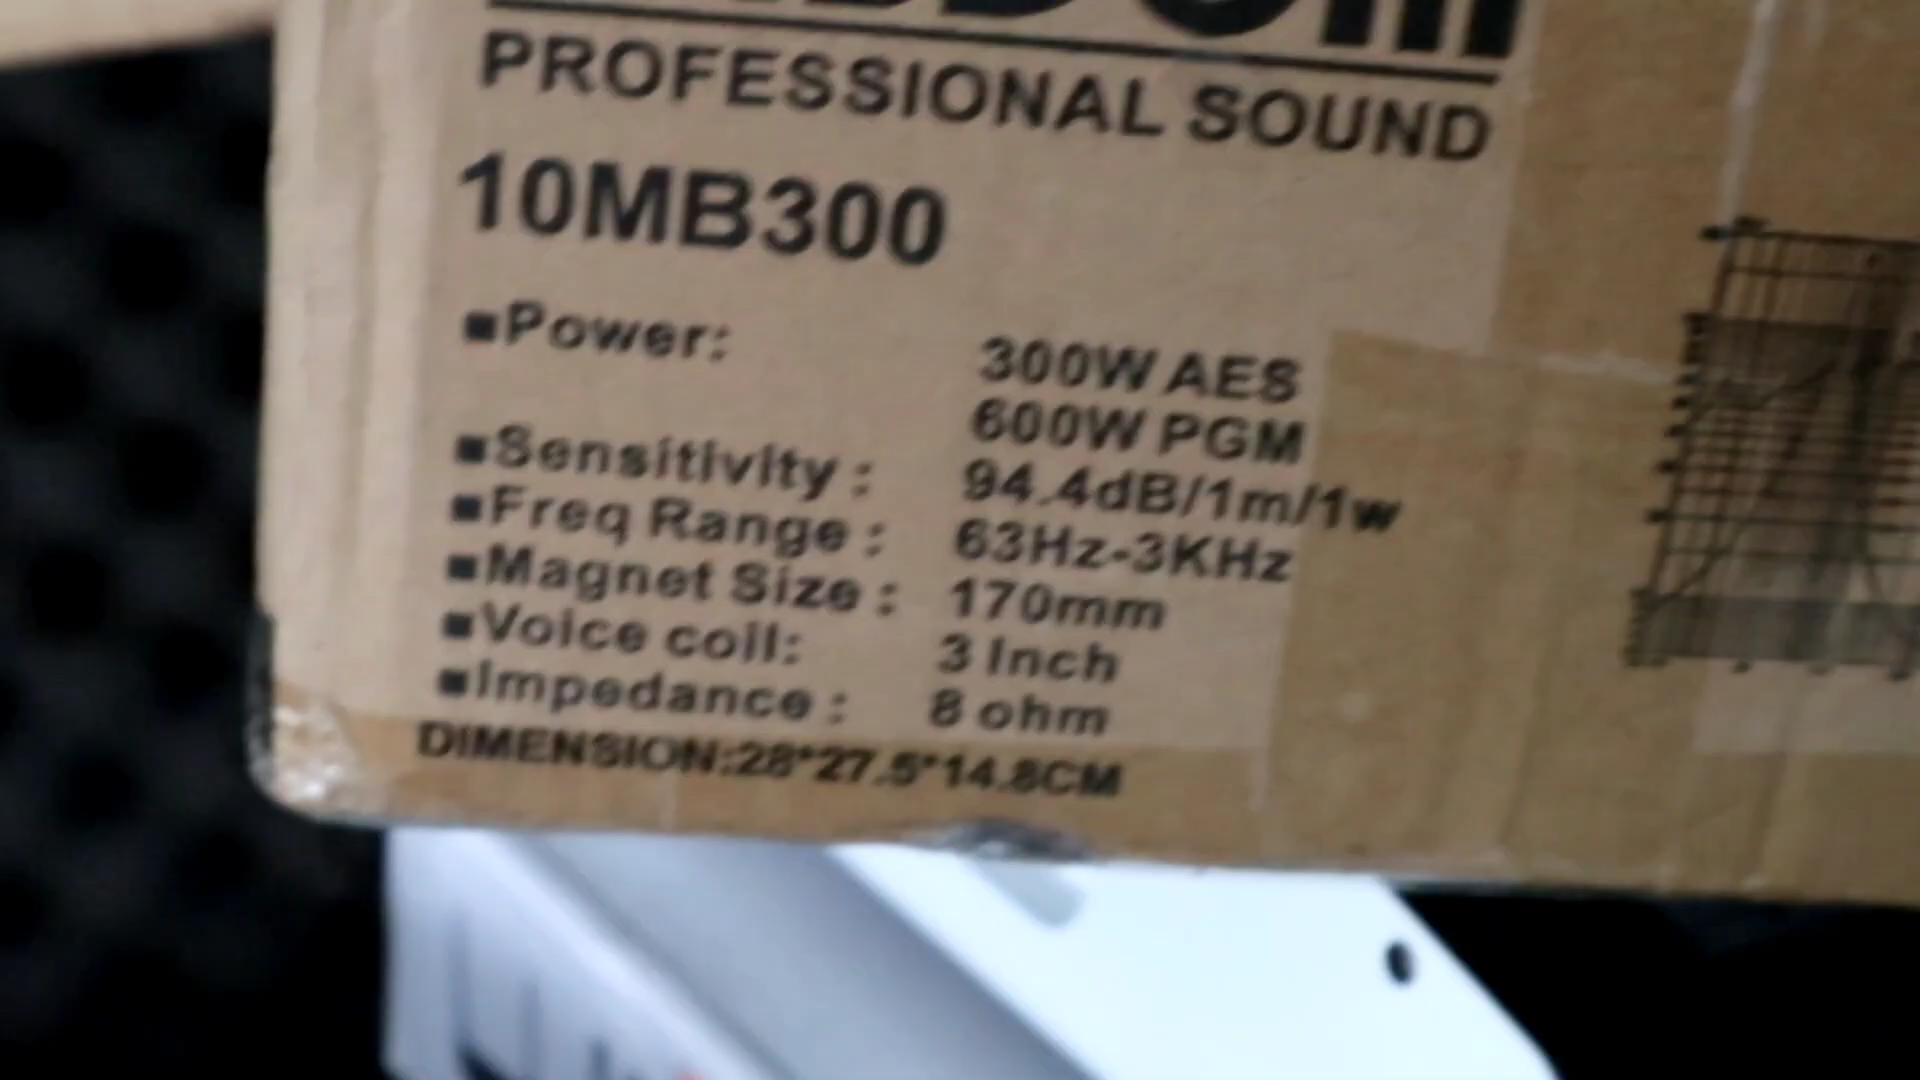 PROFESSIONAL SOUND
10MB300
■Power: 300W AES
600W PGM
■Sensitivity : 94.4dB/1m/1w
■Freq Range : 63Hz-3KHz
■Magnet Size : 170mm
■Voice coil: 3 Inch
■Impedance : 8 ohm
DIMENSION:28*27.5*14.8CM